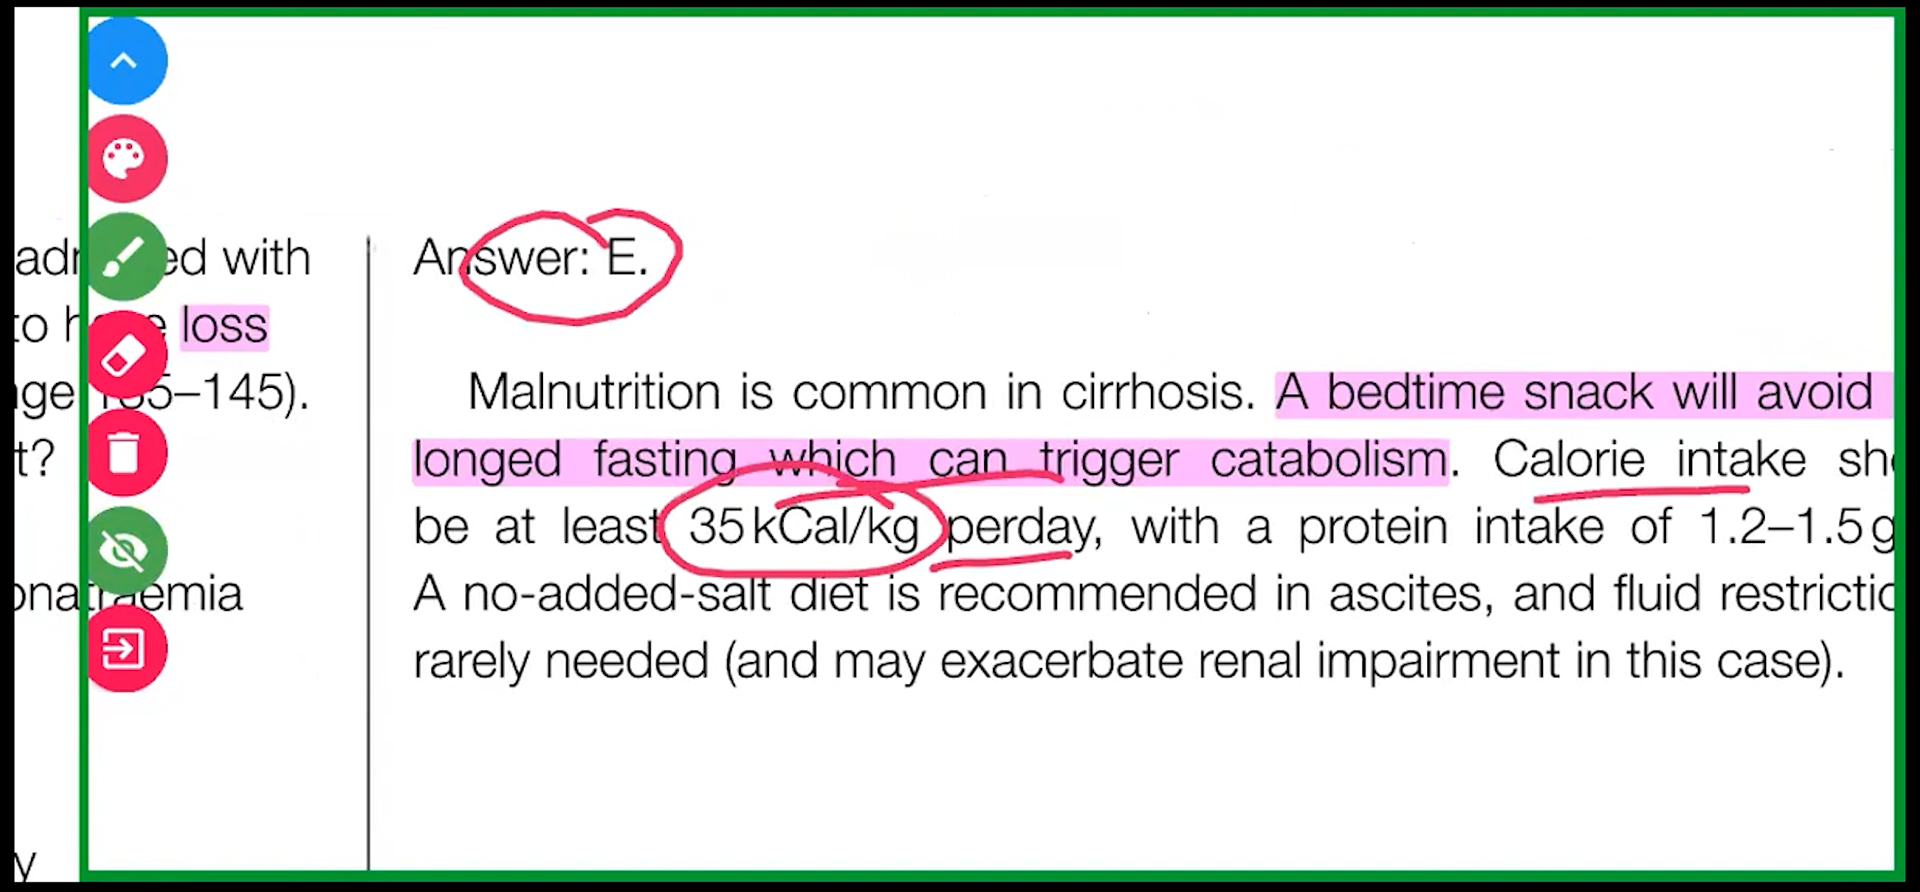 ed with
loss
145).
t?
emia
y
Answer: E.
Malnutrition is common in cirrhosis. A bedtime snack will avoid
longed fasting which can trigger catabolism. Calorie intake
be at least 35 kCal/kg perday, with a protein intake of 1.2–1.5g
A no-added-salt diet is recommended in ascites, and fluid
rarely needed (and may exacerbate renal impairment in this case).